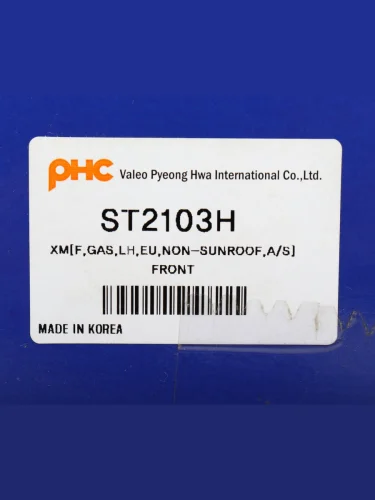 PHC Valeo Pyeong Hwa International Co.,Ltd.
ST2103H
XM[F,GAS,LH,EU,NON-SUNROOF,A/S]
FRONT
MADE IN KOREA